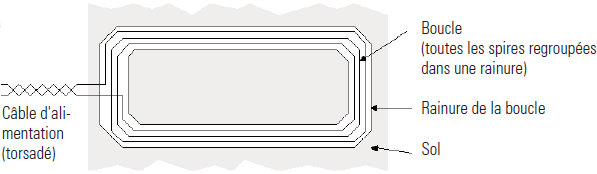 Boucle
(toutes les spires regroupées
dans une rainure)
Rainure de la boucle
Sol
Câble d'ali-
mentation
(torsadé)